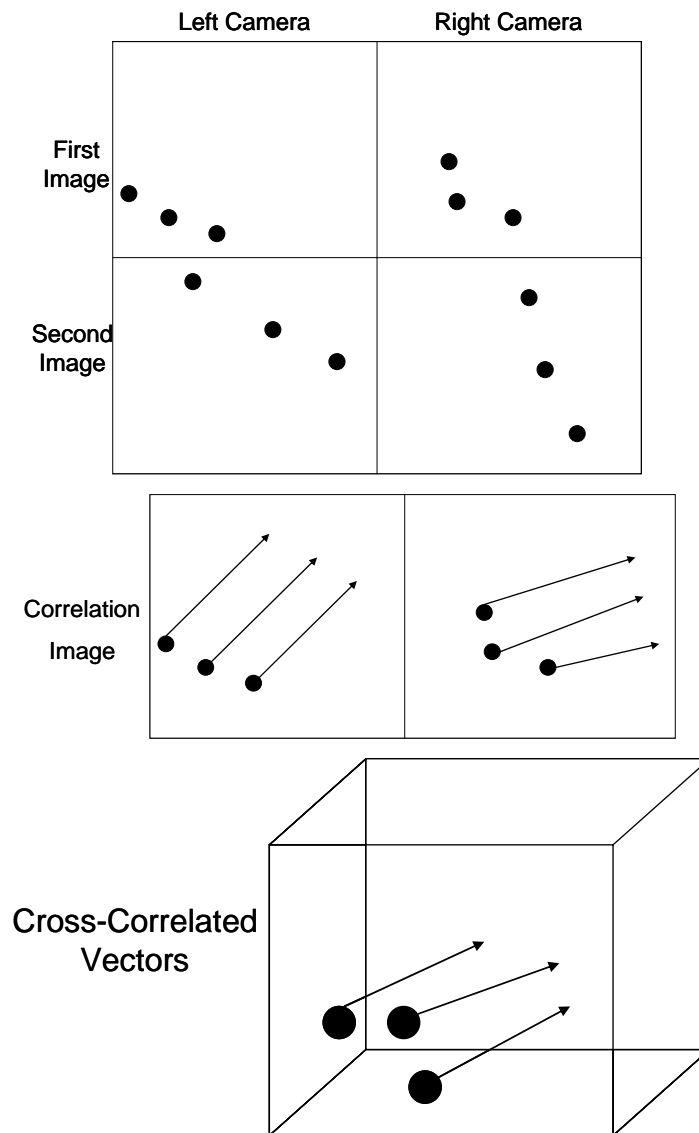 Left Camera
Right Camera
First
Image
Second
Image
Correlation
Image
Cross-Correlated
Vectors